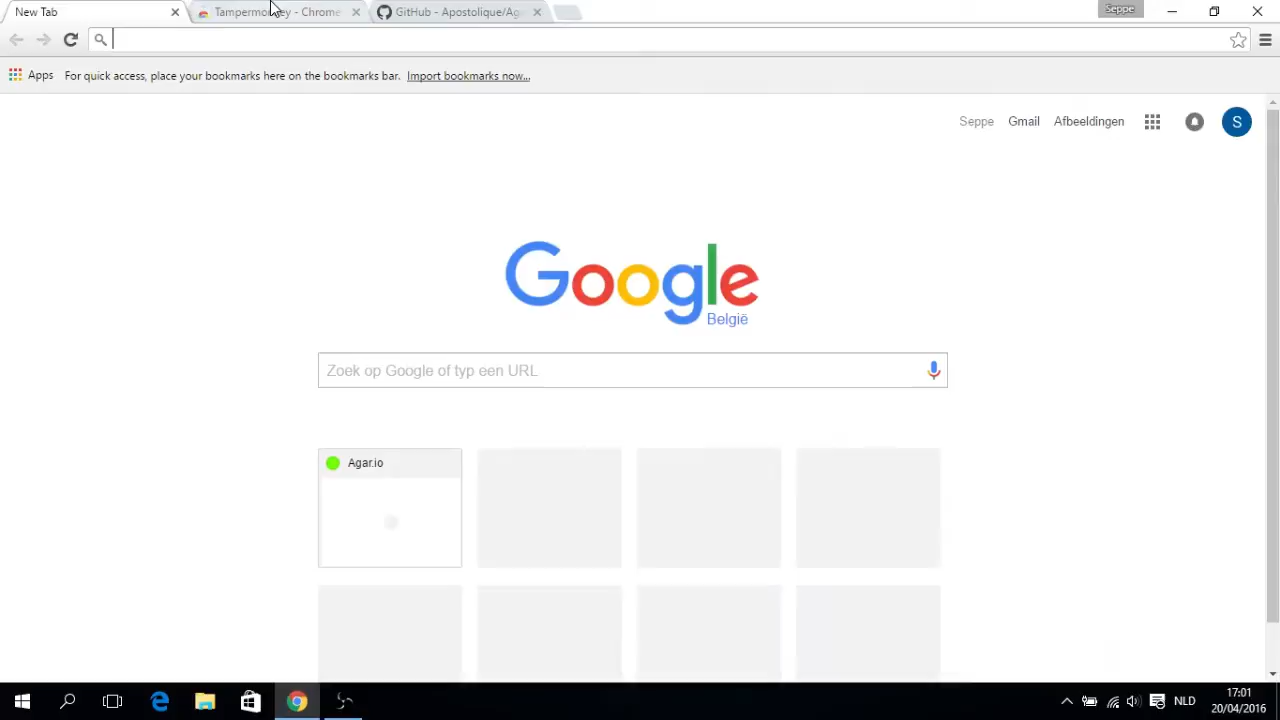 New Tab
Tampermonkey - Chrome
GitHub - Apostolique/Aga
Seppe
Apps
For quick access, place your bookmarks here on the bookmarks bar.
Import bookmarks now...
Seppe
Gmail
Afbeeldingen
S
Google
België
Zoek op Google of typ een URL
Agar.io
NLD
17:01
20/04/2016